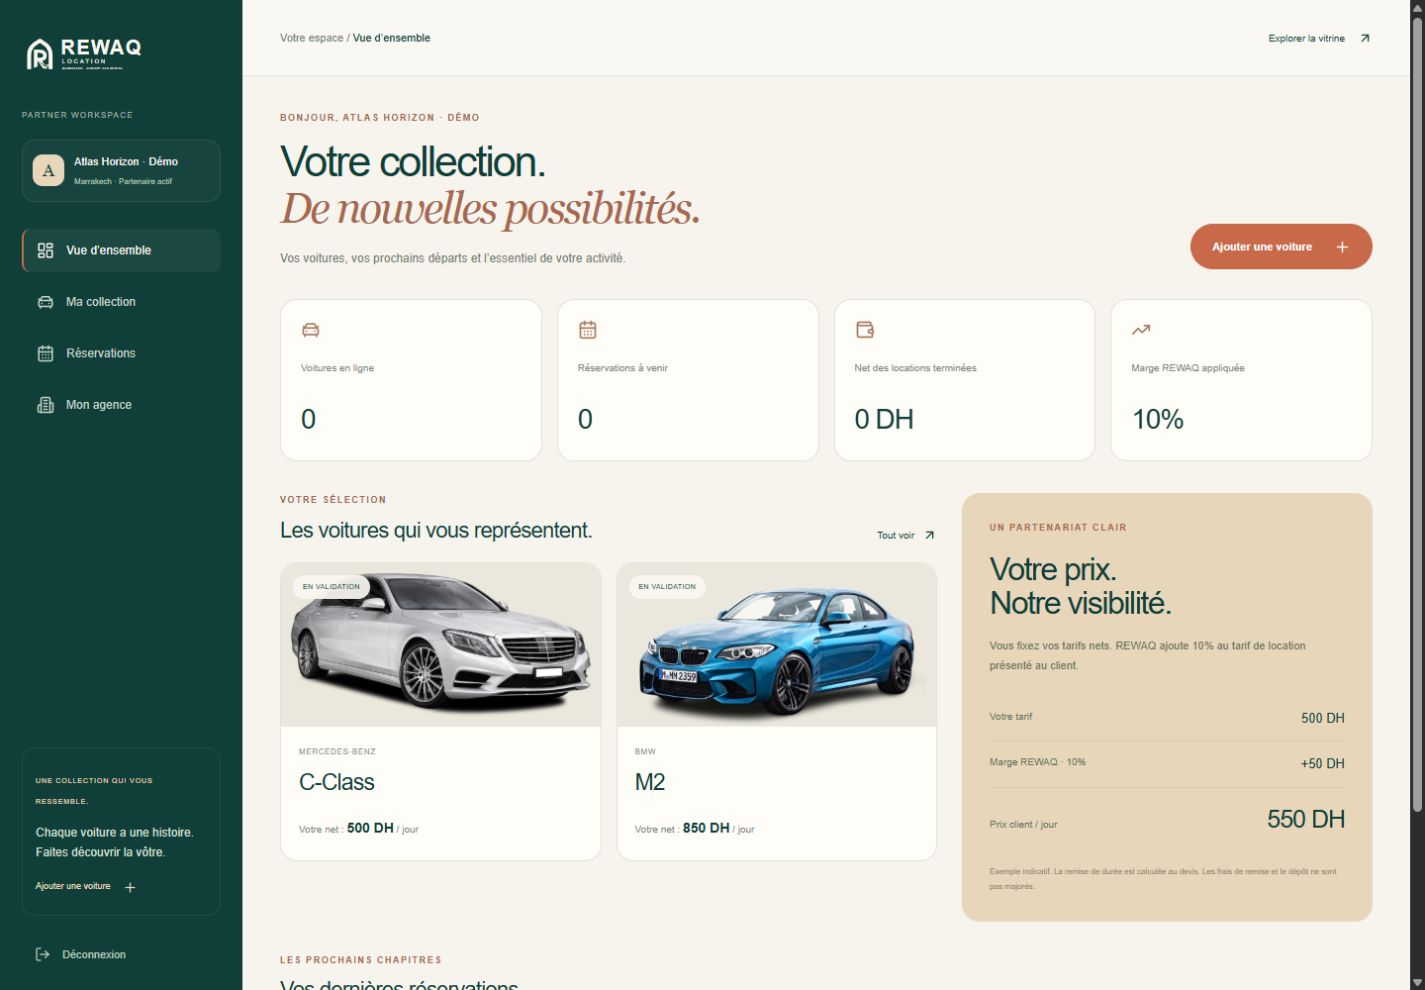 REWAQ
LOCATION
PARTNER WORKSPACE
A
Atlas Horizon · Démo
Marrakech · Partenaire actif
Vue d'ensemble
Ma collection
Réservations
Mon agence
UNE COLLECTION QUI VOUS
RESSEMBLE.
Chaque voiture a une histoire.
Faites découvrir la vôtre.
Ajouter une voiture
Déconnexion
Votre espace / Vue d'ensemble
Explorer la vitrine
BONJOUR, ATLAS HORIZON · DÉMO
Votre collection.
De nouvelles possibilités.
Vos voitures, vos prochains départs et l'essentiel de votre activité.
Ajouter une voiture
Voitures en ligne
0
Réservations à venir
0
Net des locations terminées
0 DH
Marge REWAQ appliquée
10%
VOTRE SÉLECTION
Les voitures qui vous représentent.
Tout voir
EN VALIDATION
MERCEDES-BENZ
C-Class
Votre net : 500 DH / jour
EN VALIDATION
M·MN 2359
BMW
M2
Votre net : 850 DH / jour
UN PARTENARIAT CLAIR
Votre prix.
Notre visibilité.
Vous fixez vos tarifs nets. REWAQ ajoute 10% au tarif de location
présenté au client.
Votre tarif 500 DH
Marge REWAQ · 10% +50 DH
Prix client / jour 550 DH
Exemple indicatif. La remise de durée est calculée au devis. Les frais de remise et le dépôt ne sont
pas majorés.
LES PROCHAINS CHAPITRES
Vos dernières réservations